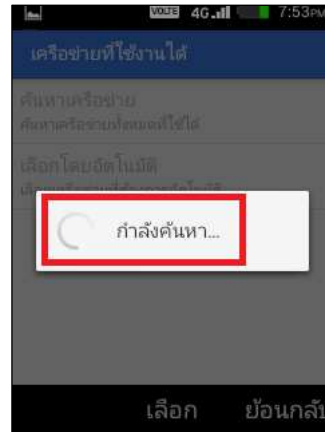 VOLTE 4G 7:53PM
เครือข่ายที่ใช้งานได้
ค้นหาเครือข่าย
ค้นหาเครือข่ายทั้งหมดที่ใช้ได้
เลือกโดยอัตโนมัติ
กำลังค้นหา...
เลือก ย้อนกลับ